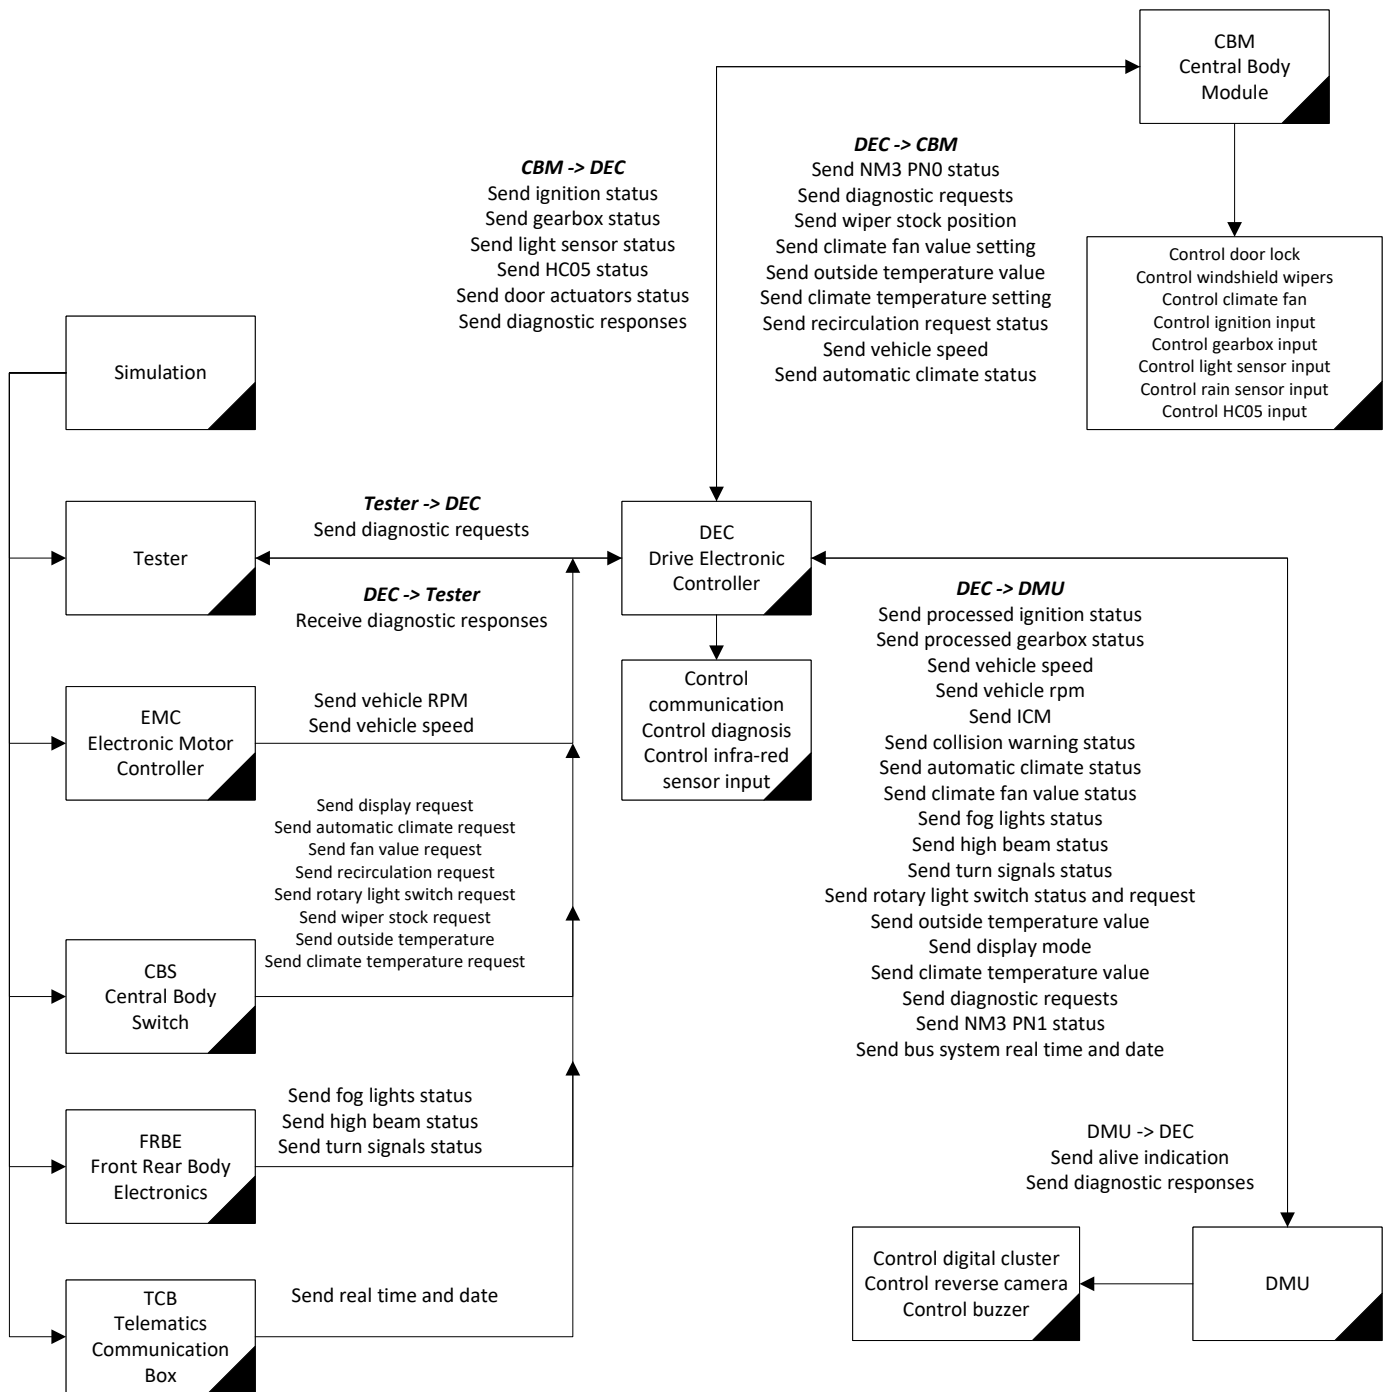 CBM
Central Body
Module
CBM -> DEC
Send ignition status
Send gearbox status
Send light sensor status
Send HC05 status
Send door actuators status
Send diagnostic responses
DEC -> CBM
Send NM3 PN0 status
Send diagnostic requests
Send wiper stock position
Send climate fan value setting
Send outside temperature value
Send climate temperature setting
Send recirculation request status
Send vehicle speed
Send automatic climate status
Control door lock
Control windshield wipers
Control climate fan
Control ignition input
Control gearbox input
Control light sensor input
Control rain sensor input
Control HC05 input
Simulation
Tester
Tester -> DEC
Send diagnostic requests
DEC -> Tester
Receive diagnostic responses
DEC
Drive Electronic
Controller
Control
communication
Control diagnosis
Control infra-red
sensor input
DEC -> DMU
Send processed ignition status
Send processed gearbox status
Send vehicle speed
Send vehicle rpm
Send ICM
Send collision warning status
Send automatic climate status
Send climate fan value status
Send fog lights status
Send high beam status
Send turn signals status
Send rotary light switch status and request
Send outside temperature value
Send display mode
Send climate temperature value
Send diagnostic requests
Send NM3 PN1 status
Send bus system real time and date
EMC
Electronic Motor
Controller
Send vehicle RPM
Send vehicle speed
Send display request
Send automatic climate request
Send fan value request
Send recirculation request
Send rotary light switch request
Send wiper stock request
Send outside temperature
Send climate temperature request
CBS
Central Body
Switch
Send fog lights status
Send high beam status
Send turn signals status
FRBE
Front Rear Body
Electronics
DMU -> DEC
Send alive indication
Send diagnostic responses
Control digital cluster
Control reverse camera
Control buzzer
DMU
Send real time and date
TCB
Telematics
Communication
Box